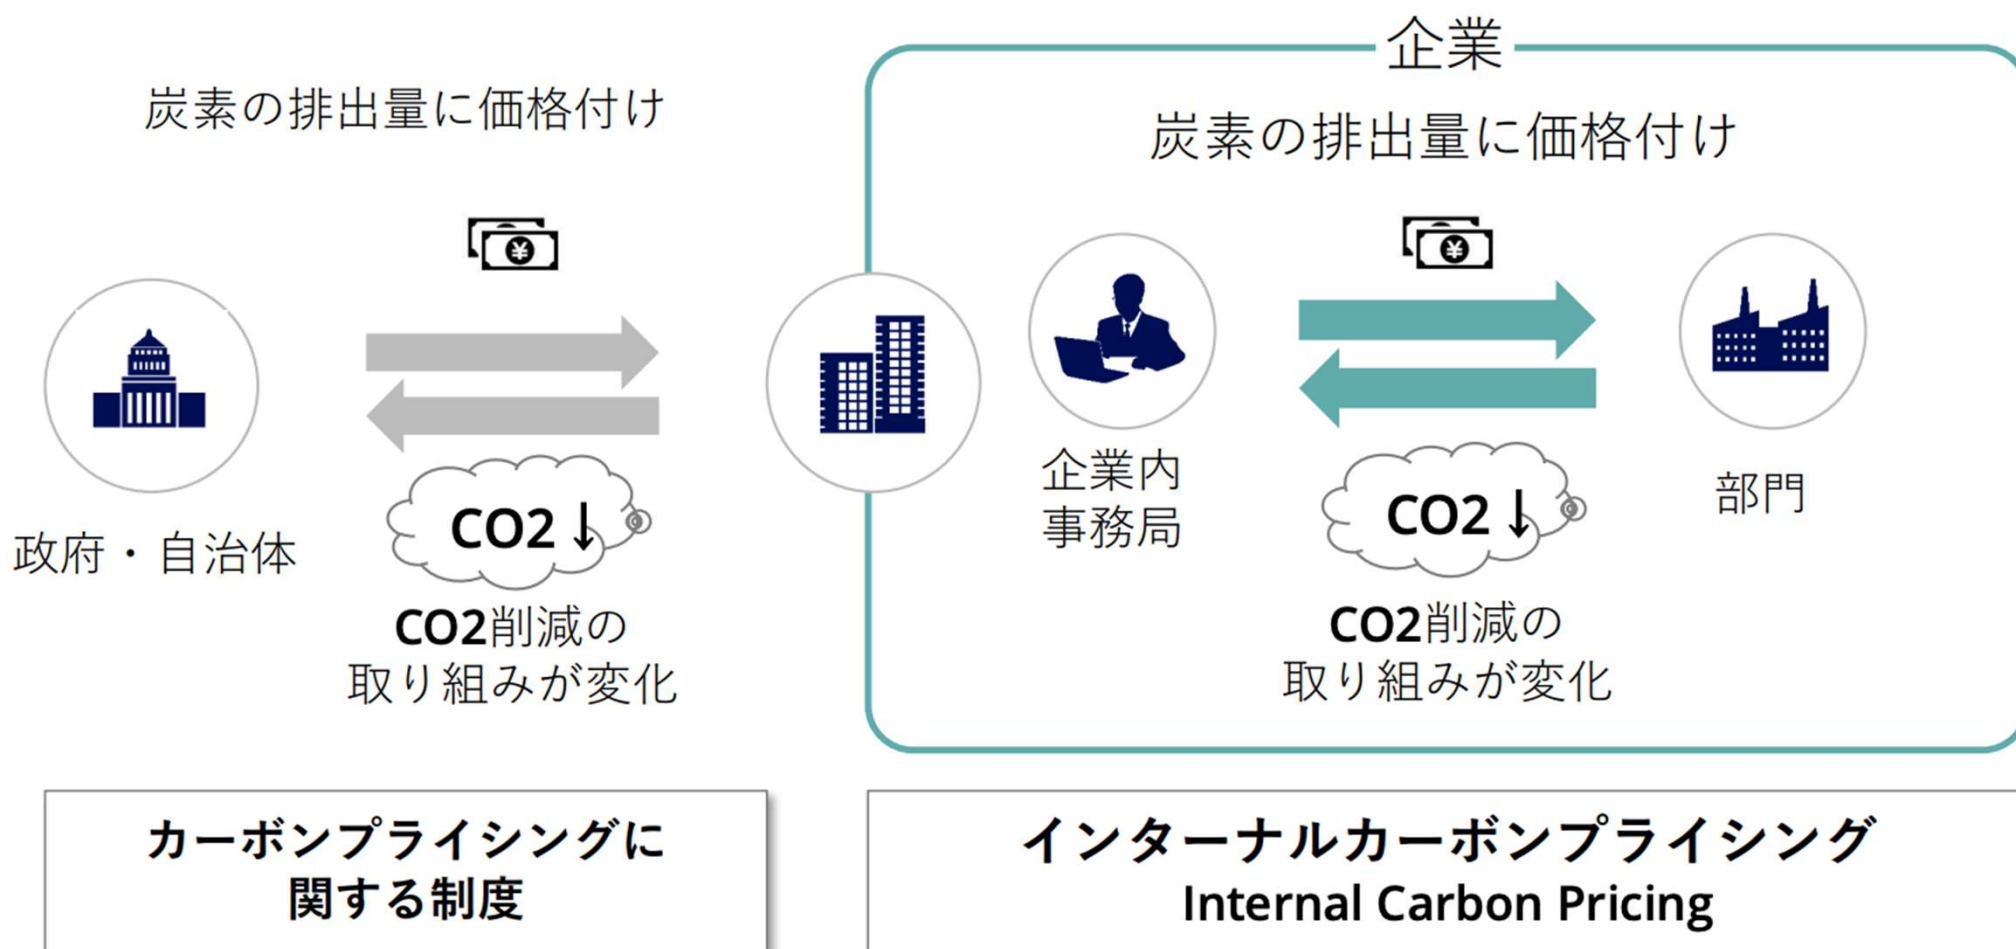 炭素の排出量に価格付け
¥
政府・自治体
CO2↓
CO2削減の
取り組みが変化
カーボンプライシングに
関する制度
企業
炭素の排出量に価格付け
¥
企業内
事務局
部門
CO2↓
CO2削減の
取り組みが変化
インターナルカーボンプライシング
Internal Carbon Pricing